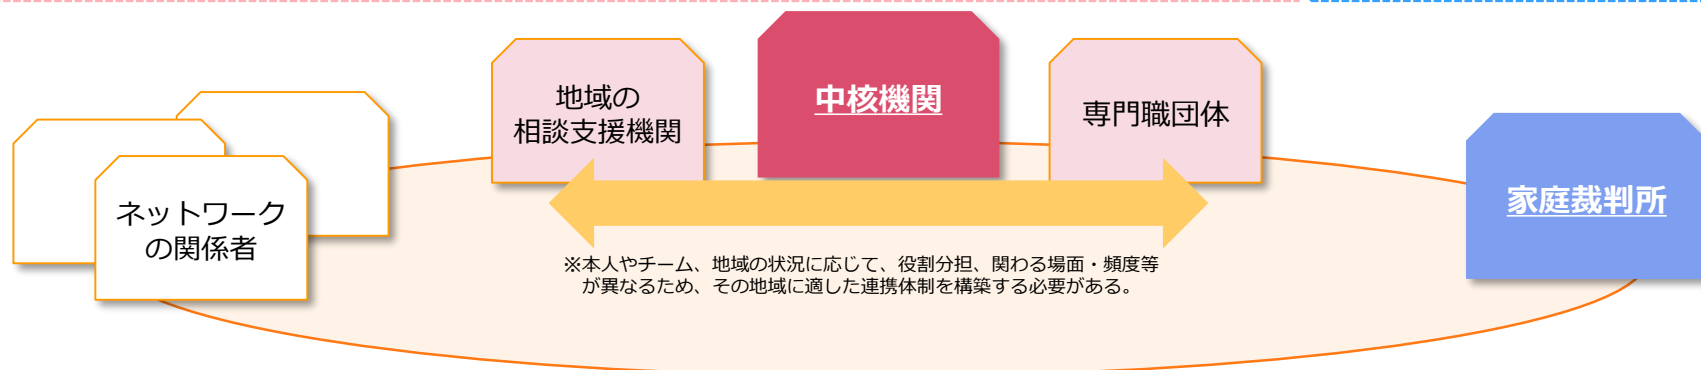 地域の
相談支援機関
中核機関
専門職団体
家庭裁判所
ネットワーク
の関係者
※本人やチーム、地域の状況に応じて、役割分担、関わる場面・頻度等
が異なるため、その地域に適した連携体制を構築する必要がある。